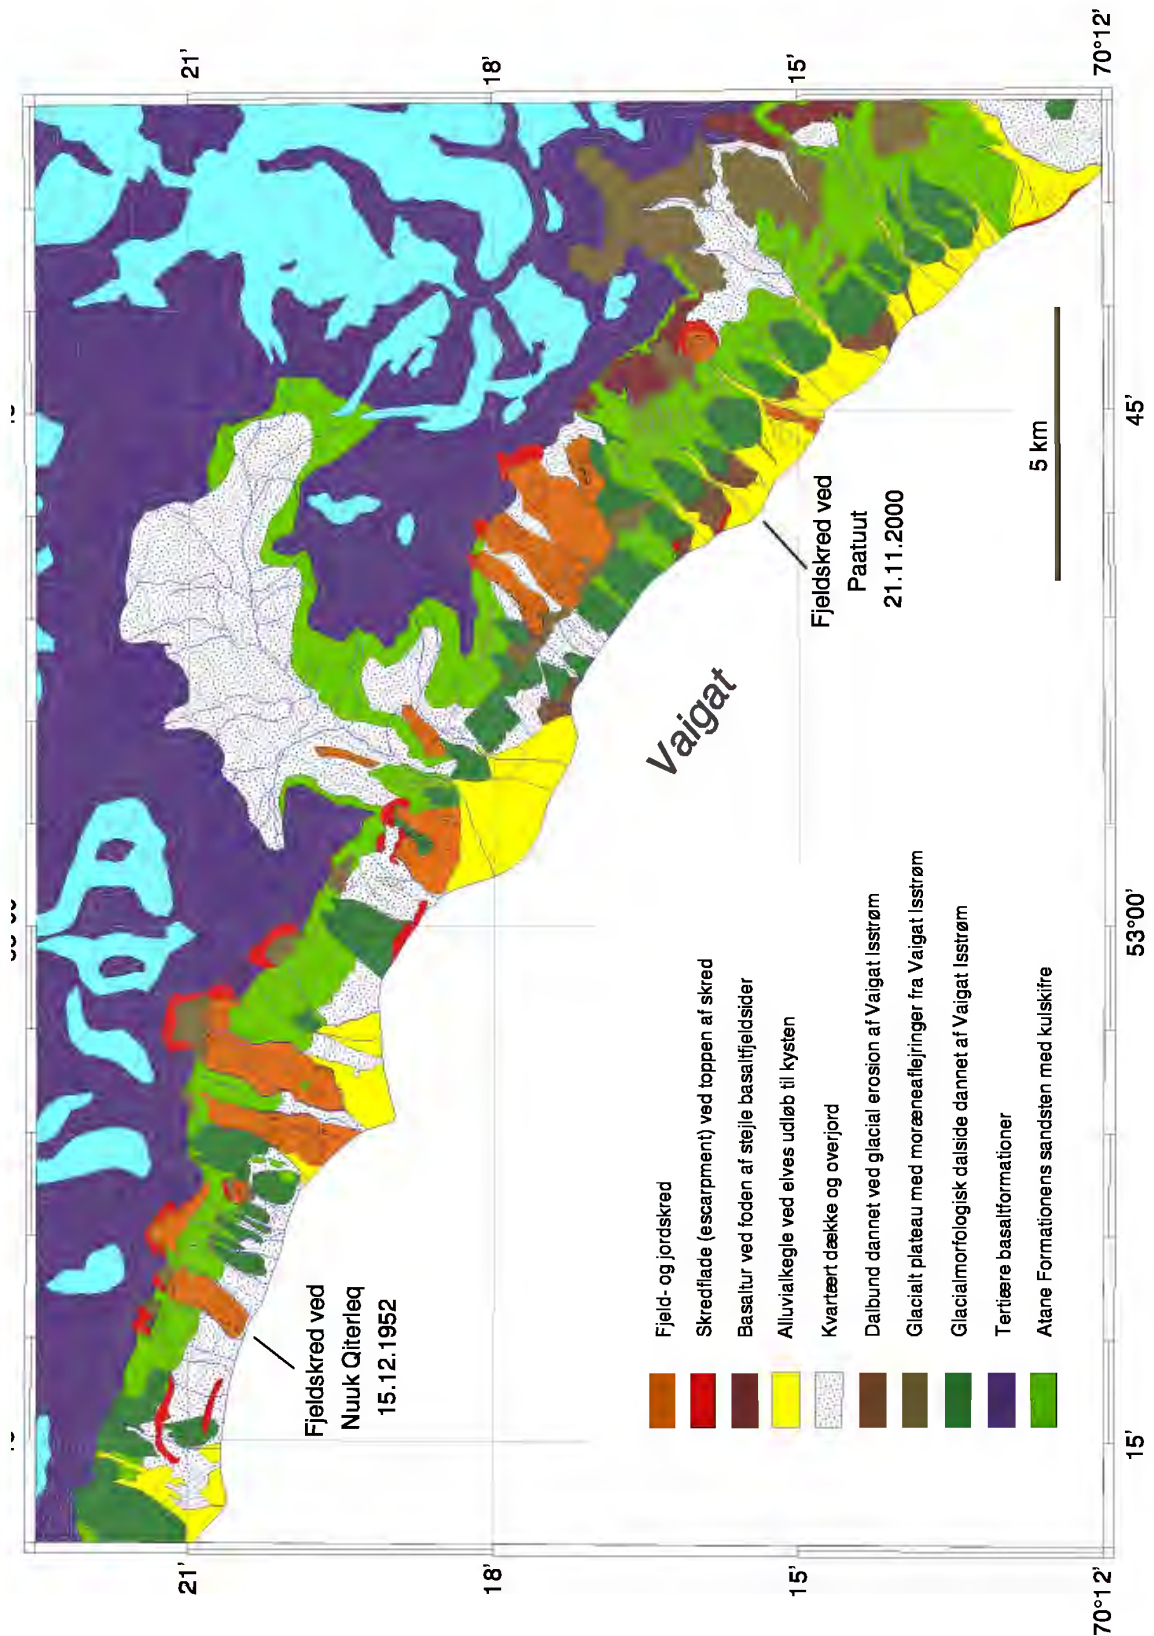 21'
18'
15'
70°12'
45'
53°00'
15'
21'
18'
15'
70°12'
5 km
Vaigat
Fjeldskred ved
Paatuut
21.11.2000
Fjeldskred ved
Nuuk Qiterleq
15.12.1952
Fjeld- og jordskred
Skredflade (escarpment) ved toppen af skred
Basaltur ved foden af stejle basaltfjeldsider
Alluvialkegle ved elves udløb til kysten
Kvartært dække og overjord
Dalbund dannet ved glacial erosion af Vaigat Isstrøm
Glacialt plateau med moræneaflejringer fra Vaigat Isstrøm
Glacialmorfologisk dalside dannet af Vaigat Isstrøm
Tertiære basaltformationer
Atane Formationens sandsten med kulskifre